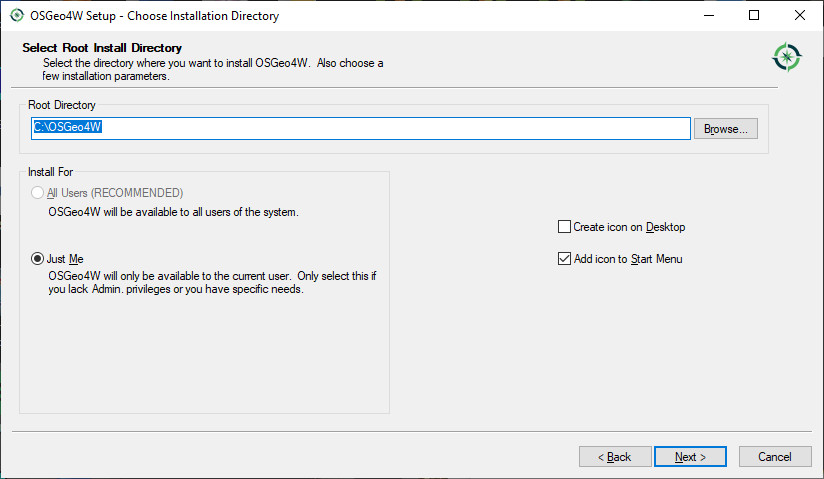 OSGeo4W Setup - Choose Installation Directory
Select Root Install Directory
Select the directory where you want to install OSGeo4W. Also choose a
few installation parameters.
Root Directory
C:\OSGeo4W
Browse...
Install For
All Users (RECOMMENDED)
OSGeo4W will be available to all users of the system.
Just Me
OSGeo4W will only be available to the current user. Only select this if
you lack Admin. privileges or you have specific needs.
Create icon on Desktop
Add icon to Start Menu
< Back
Next >
Cancel